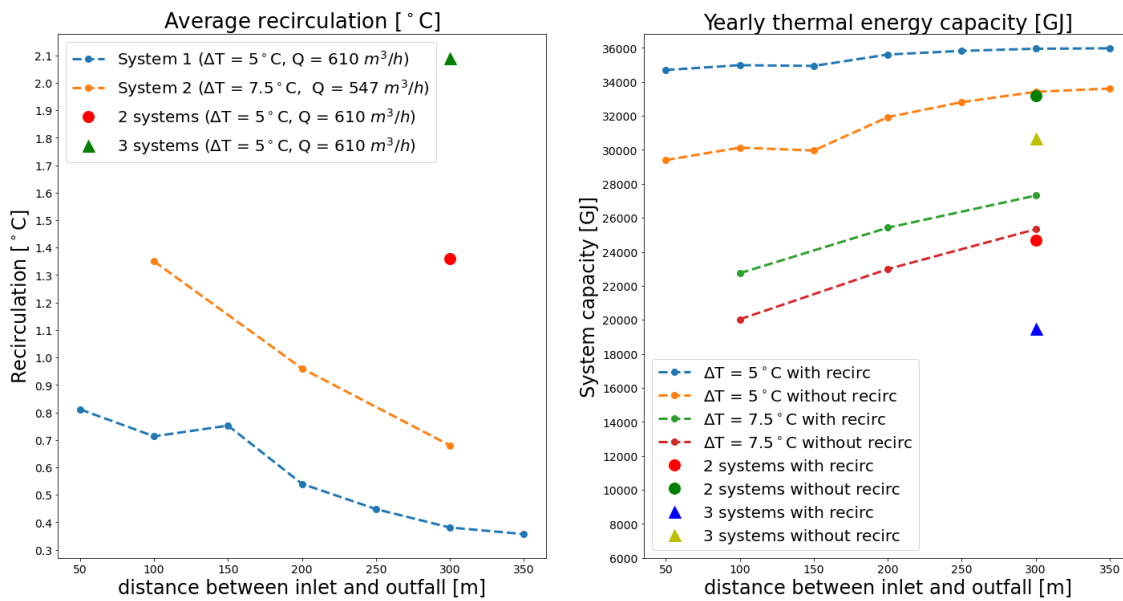 Average recirculation [°C]
System 1 (ΔT = 5°C, Q = 610 m³/h)
System 2 (ΔT = 7.5°C, Q = 547 m³/h)
2 systems (ΔT = 5°C, Q = 610 m³/h)
3 systems (ΔT = 5°C, Q = 610 m³/h)
Recirculation [°C]
2.1
2.0
1.9
1.8
1.7
1.6
1.5
1.4
1.3
1.2
1.1
1.0
0.9
0.8
0.7
0.6
0.5
0.4
0.3
50 100 150 200 250 300 350
distance between inlet and outfall [m]
Yearly thermal energy capacity [GJ]
System capacity [GJ]
36000
34000
32000
30000
28000
26000
24000
22000
20000
18000
16000
14000
12000
10000
8000
6000
ΔT = 5°C with recirc
ΔT = 5°C without recirc
ΔT = 7.5°C with recirc
ΔT = 7.5°C without recirc
2 systems with recirc
2 systems without recirc
3 systems with recirc
3 systems without recirc
50 100 150 200 250 300 350
distance between inlet and outfall [m]